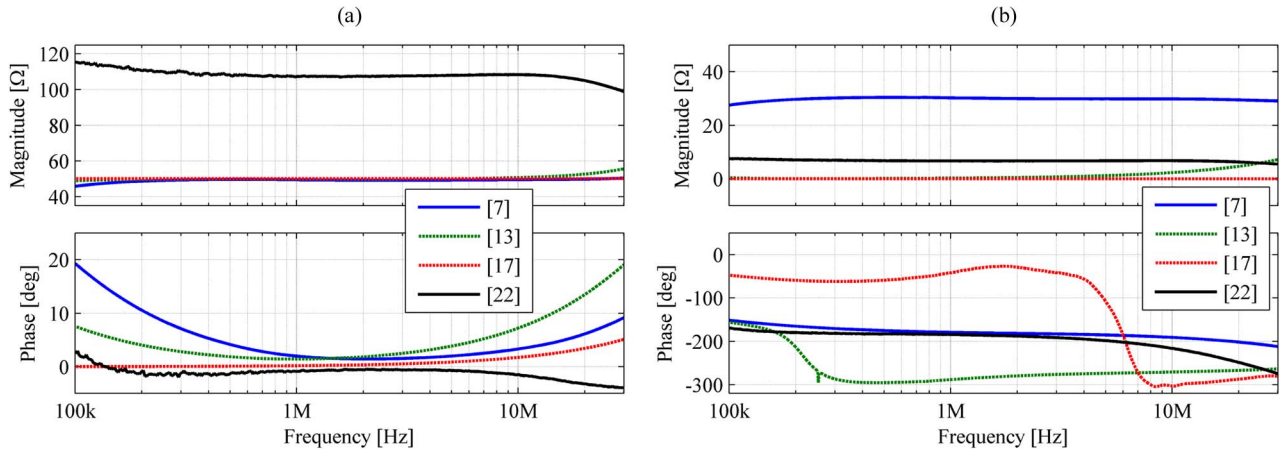 (a)
Magnitude [Ω]
120
100
80
60
40
Phase [deg]
20
10
0
[7]
[13]
[17]
[22]
100k
1M
10M
Frequency [Hz]
(b)
Magnitude [Ω]
40
20
0
Phase [deg]
0
-100
-200
-300
[7]
[13]
[17]
[22]
100k
1M
10M
Frequency [Hz]